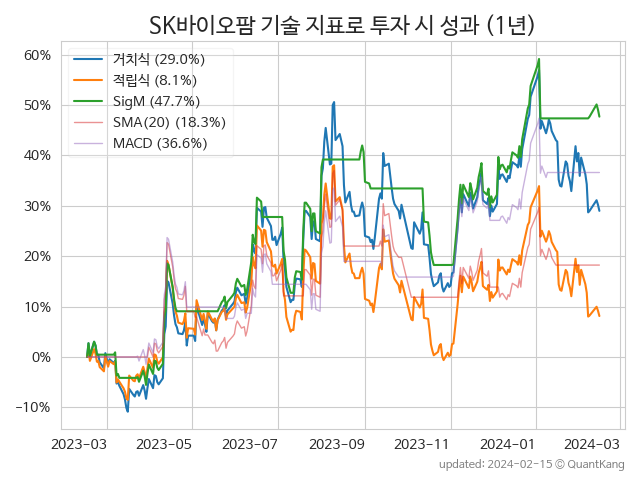 SK바이오팜 기술 지표로 투자 시 성과 (1년)
거치식 (29.0%)
적립식 (8.1%)
SigM (47.7%)
SMA(20) (18.3%)
MACD (36.6%)
60%
50%
40%
30%
20%
10%
0%
−10%
2023-03 2023-05 2023-07 2023-09 2023-11 2024-01 2024-03
updated: 2024-02-15 © QuantKang